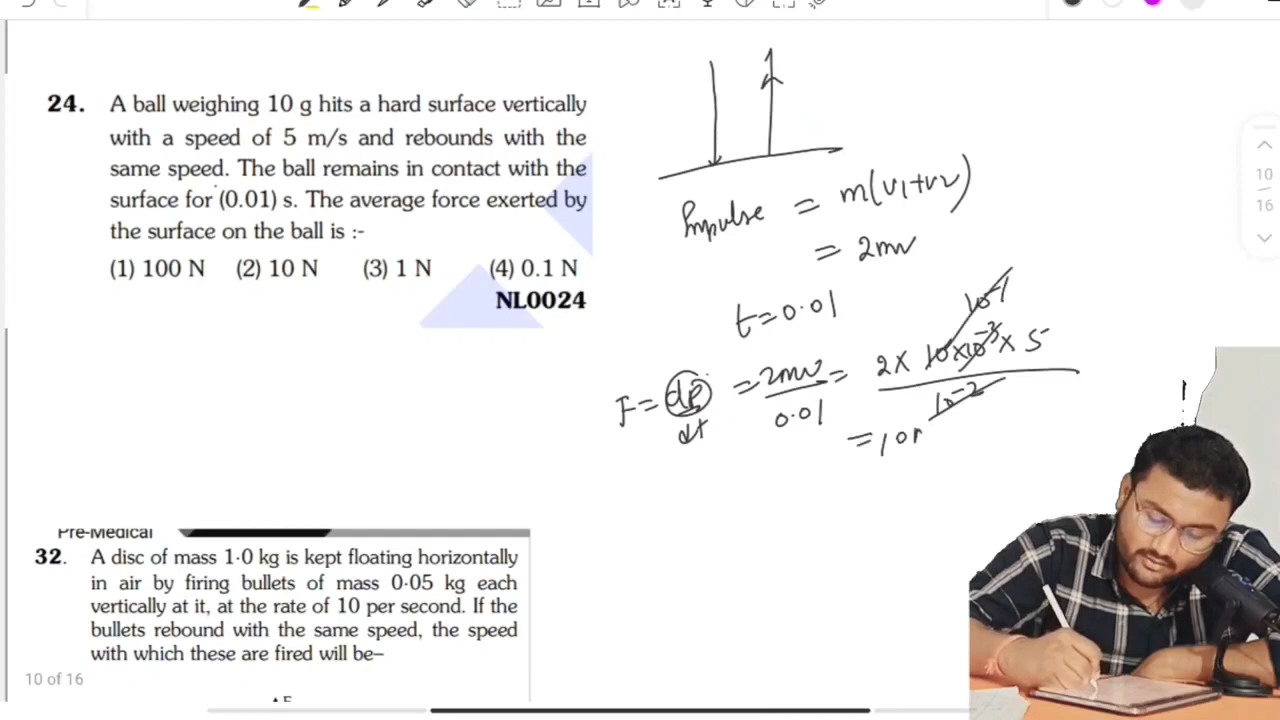 24. A ball weighing 10 g hits a hard surface vertically
with a speed of 5 m/s and rebounds with the
same speed. The ball remains in contact with the
surface for (0.01) s. The average force exerted by
the surface on the ball is :-
(1) 100 N (2) 10 N (3) 1 N (4) 0.1 N
NL0024
Impulse = m(v1+v2)
= 2mv
t=0.01
10⁻¹
F = dp/dt = 2mv/0.01 = 2× 10×10⁻³× 5/10⁻²
= 10
10
16
Pre-Medical
32. A disc of mass 1·0 kg is kept floating horizontally
in air by firing bullets of mass 0·05 kg each
vertically at it, at the rate of 10 per second. If the
bullets rebound with the same speed, the speed
with which these are fired will be–
10 of 16